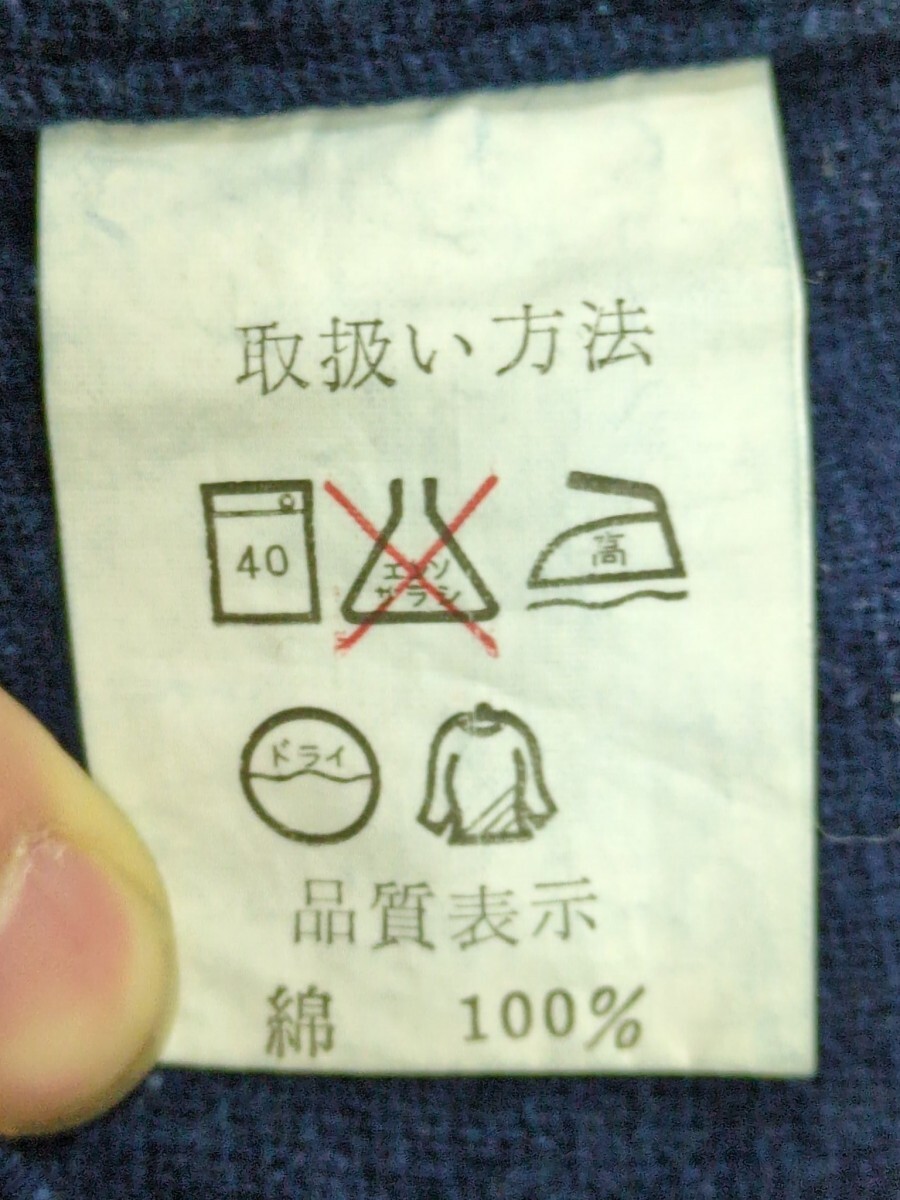 取扱い方法
40
エンソ
サラシ
高
ドライ
品質表示
綿 100%